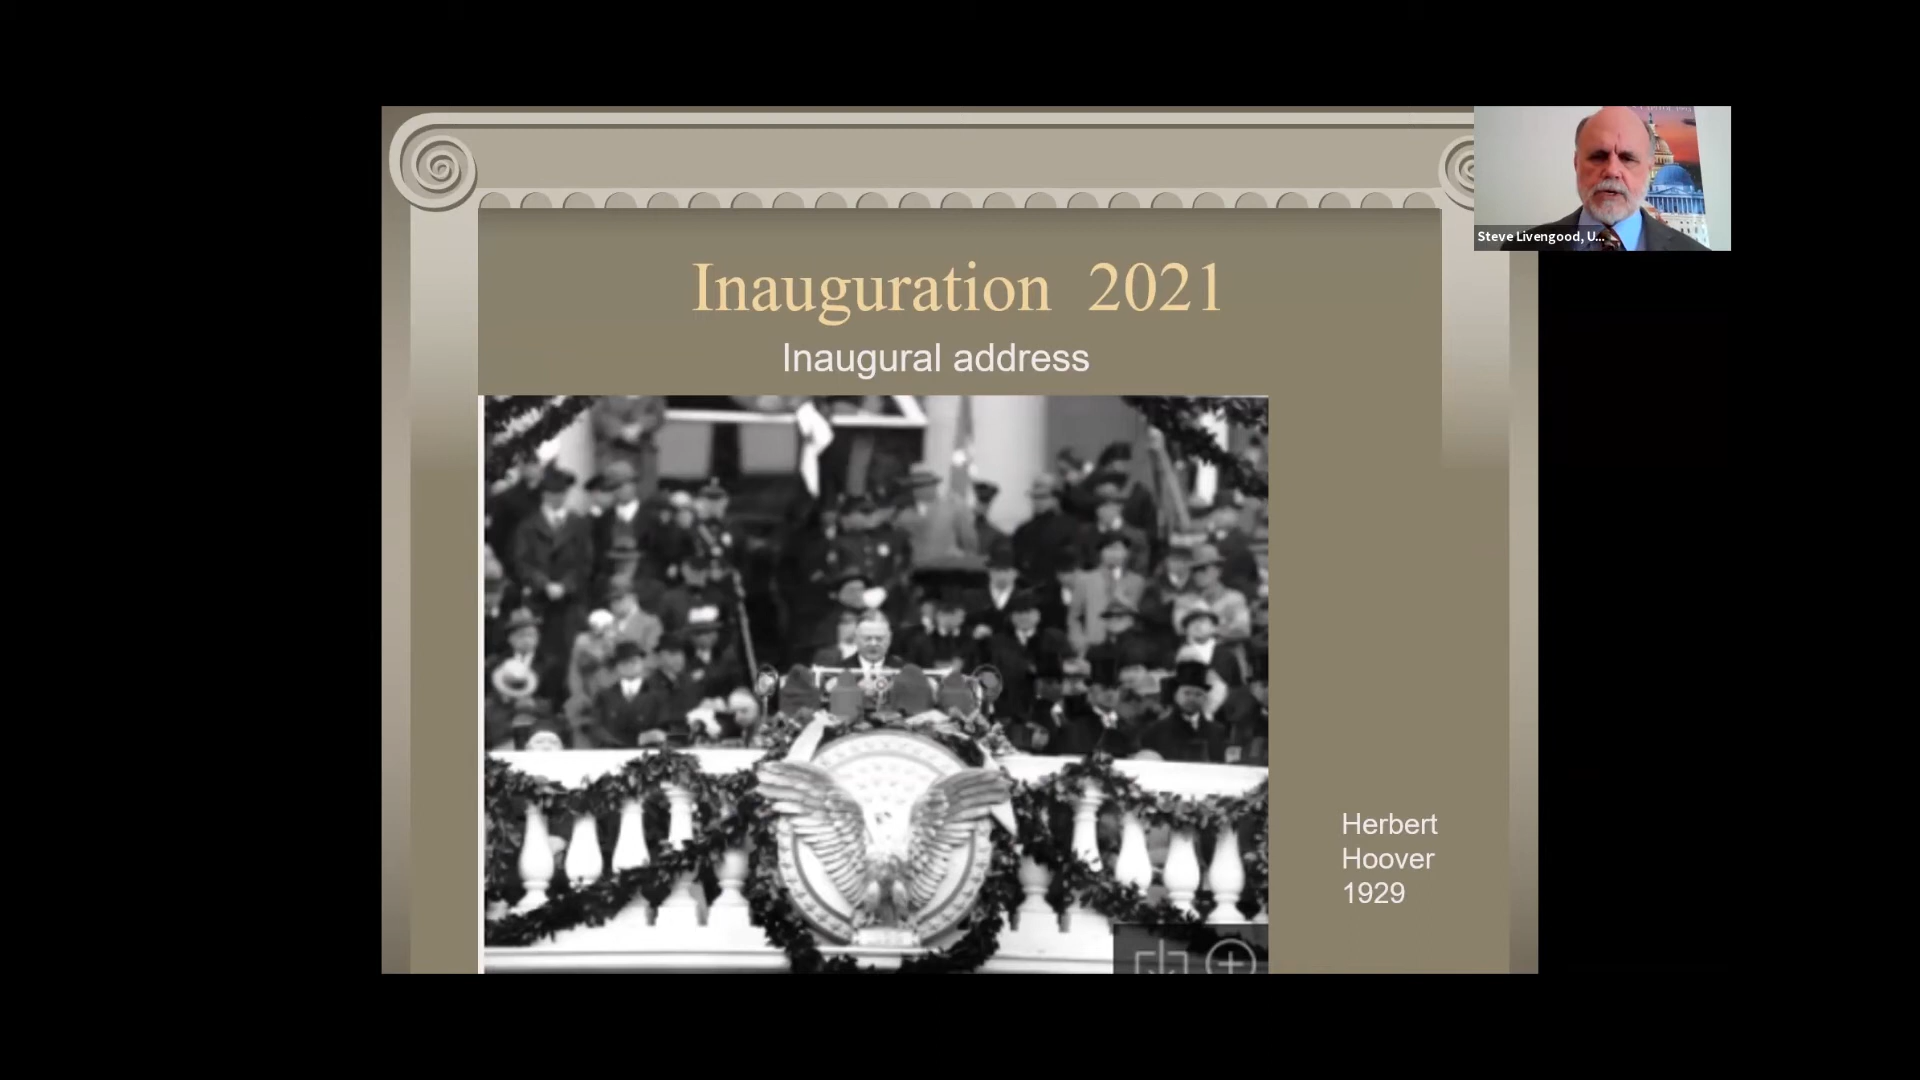 Inauguration 2021
Inaugural address
Steve Livengood, U...
Herbert
Hoover
1929